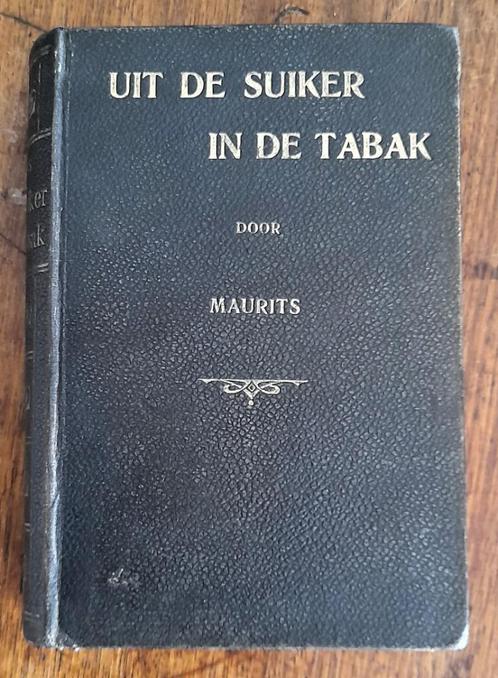 UIT DE SUIKER
IN DE TABAK
DOOR
MAURITS